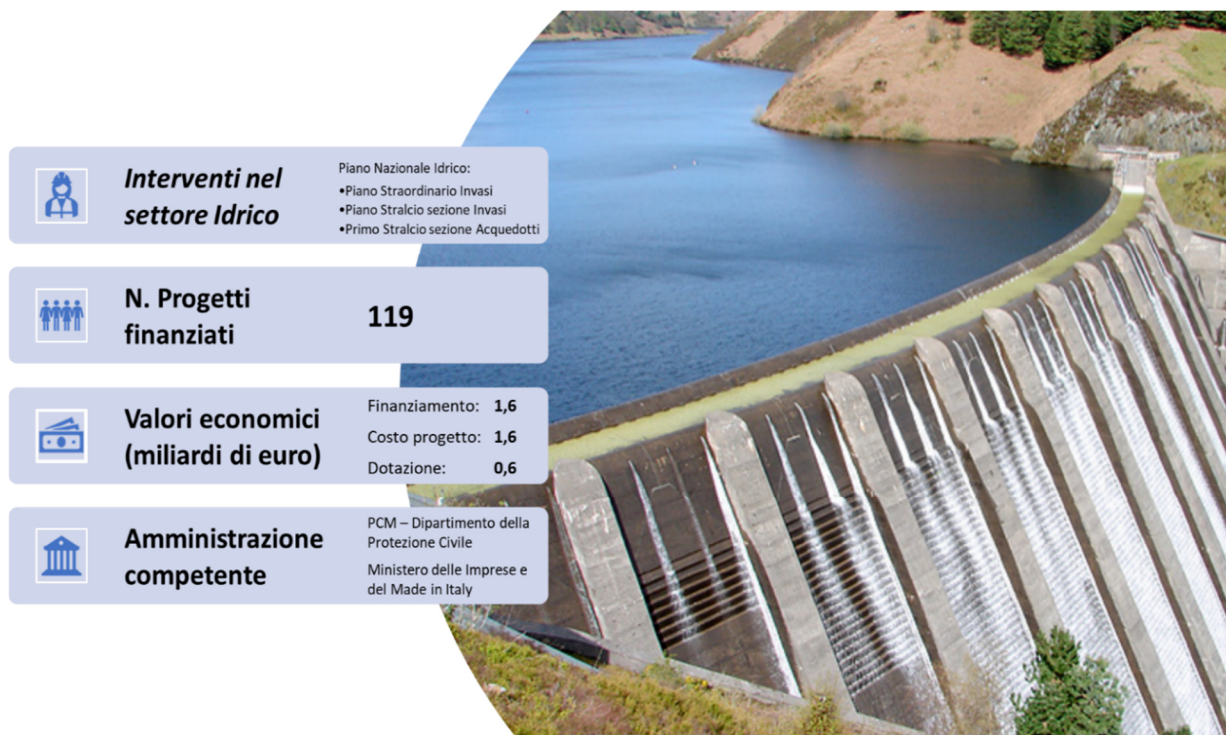 Interventi nel
settore Idrico
Piano Nazionale Idrico:
•Piano Straordinario Invasi
•Piano Stralcio sezione Invasi
•Primo Stralcio sezione Acquedotti
N. Progetti
finanziati
119
Valori economici
(miliardi di euro)
Finanziamento: 1,6
Costo progetto: 1,6
Dotazione: 0,6
Amministrazione
competente
PCM – Dipartimento della
Protezione Civile
Ministero delle Imprese e
del Made in Italy